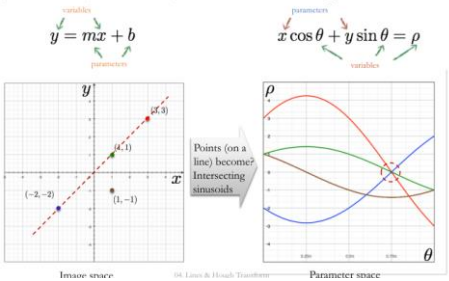 variables
parameters
y = mx + b
x cos θ + y sin θ = ρ
parameters
variables
y
(3, 3)
(1, 1)
x
(−2, −2)
(1, −1)
Points (on a
line) become?
Intersecting
sinusoids
ρ
θ
Image space
04. Lines & Hough Transform
Parameter space